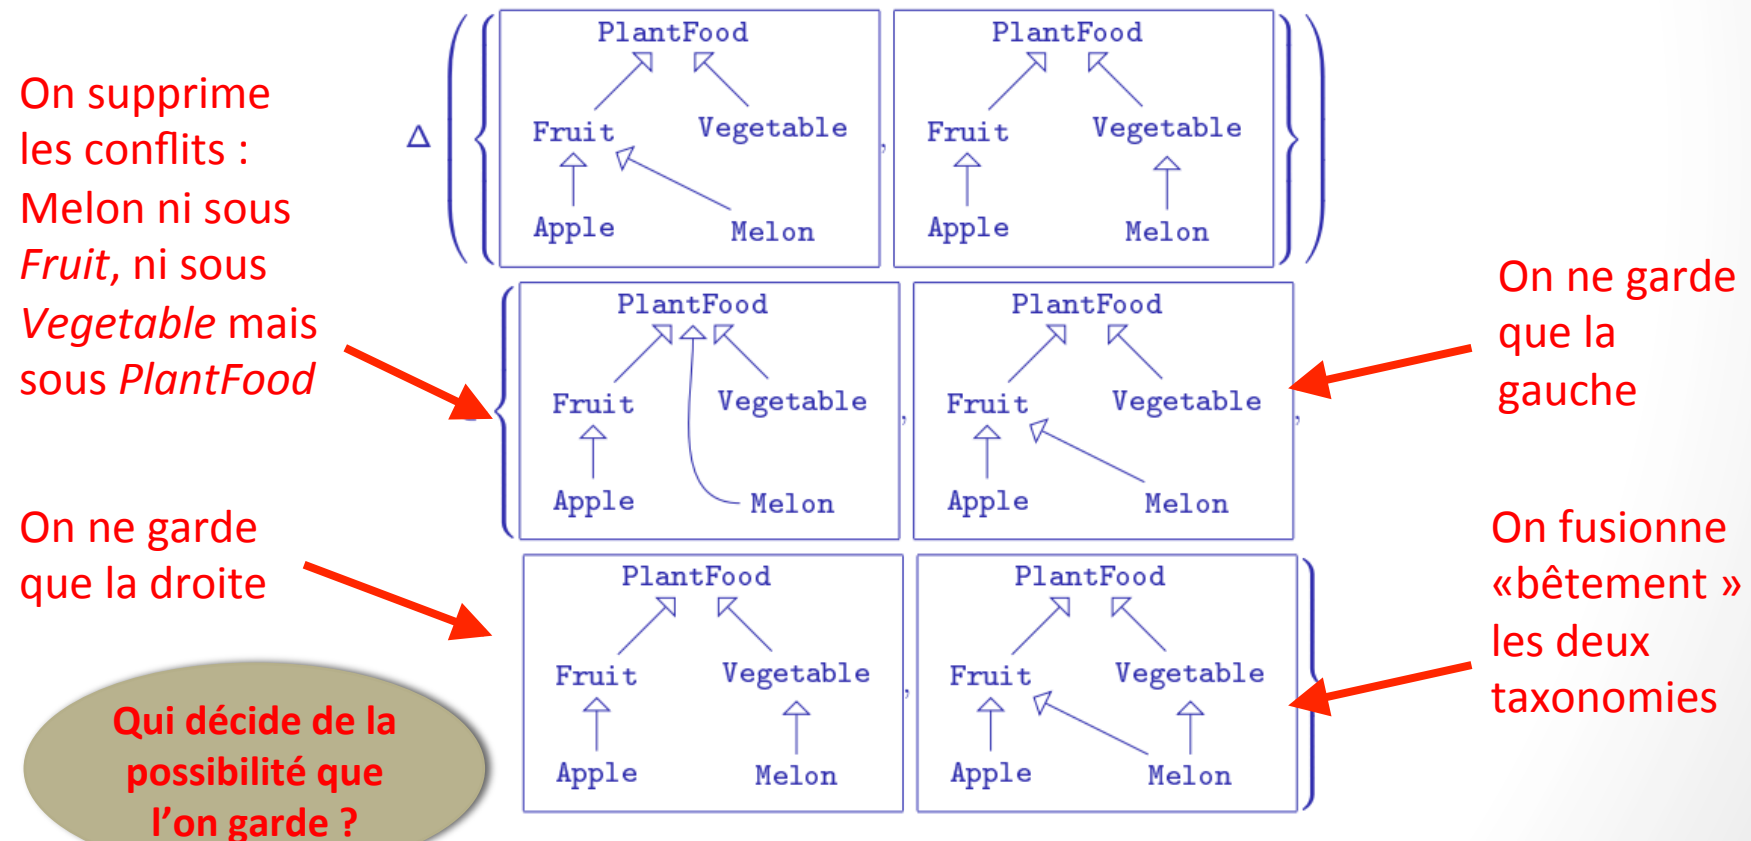 On supprime
les conflits :
Melon ni sous
Fruit, ni sous
Vegetable mais
sous PlantFood
Δ
PlantFood
Fruit
Vegetable
Apple
Melon
,
PlantFood
Fruit
Vegetable
Apple
Melon
PlantFood
Fruit
Vegetable
Apple
Melon
,
PlantFood
Fruit
Vegetable
Apple
Melon
,
On ne garde
que la
gauche
On ne garde
que la droite
PlantFood
Fruit
Vegetable
Apple
Melon
,
PlantFood
Fruit
Vegetable
Apple
Melon
On fusionne
«bêtement »
les deux
taxonomies
Qui décide de la
possibilité que
l’on garde ?